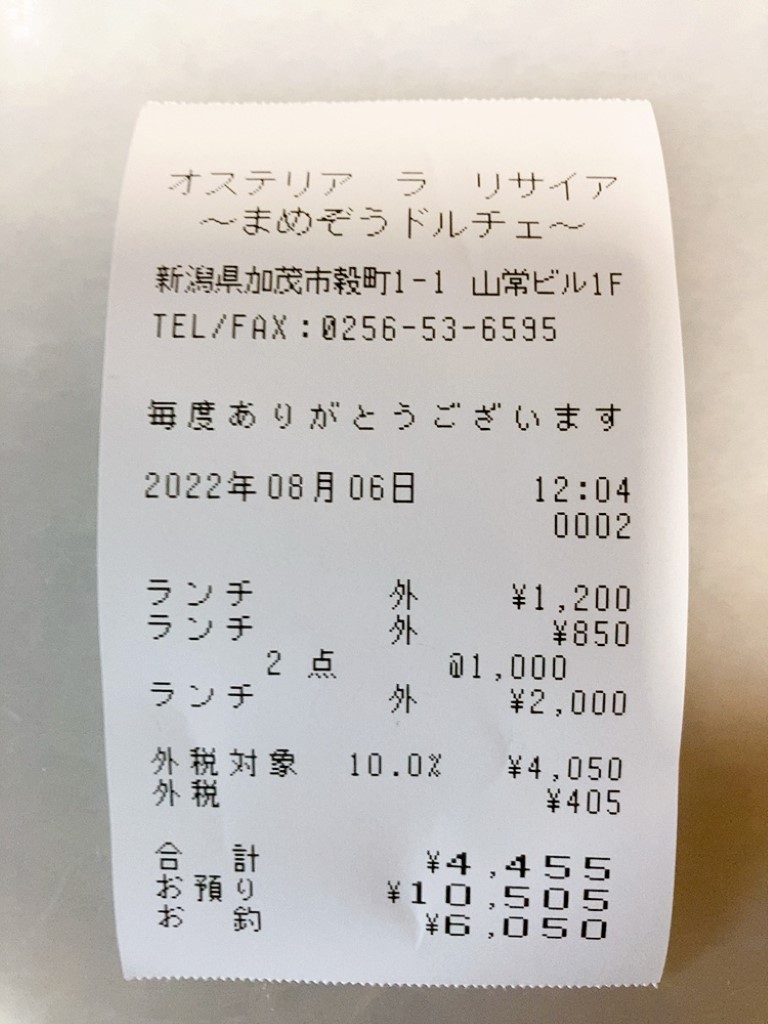 オステリア ラ リサイア
～まめぞうドルチェ～
新潟県加茂市穀町1-1 山常ビル1F
TEL/FAX:0256-53-6595
毎度ありがとうございます
2022年08月06日 12:04
0002
ランチ 外 ¥1,200
ランチ 外 ¥850
2点 @1,000
ランチ 外 ¥2,000
外税対象 10.0% ¥4,050
外税 ¥405
合計 ¥4,455
お預り ¥10,505
お釣 ¥6,050